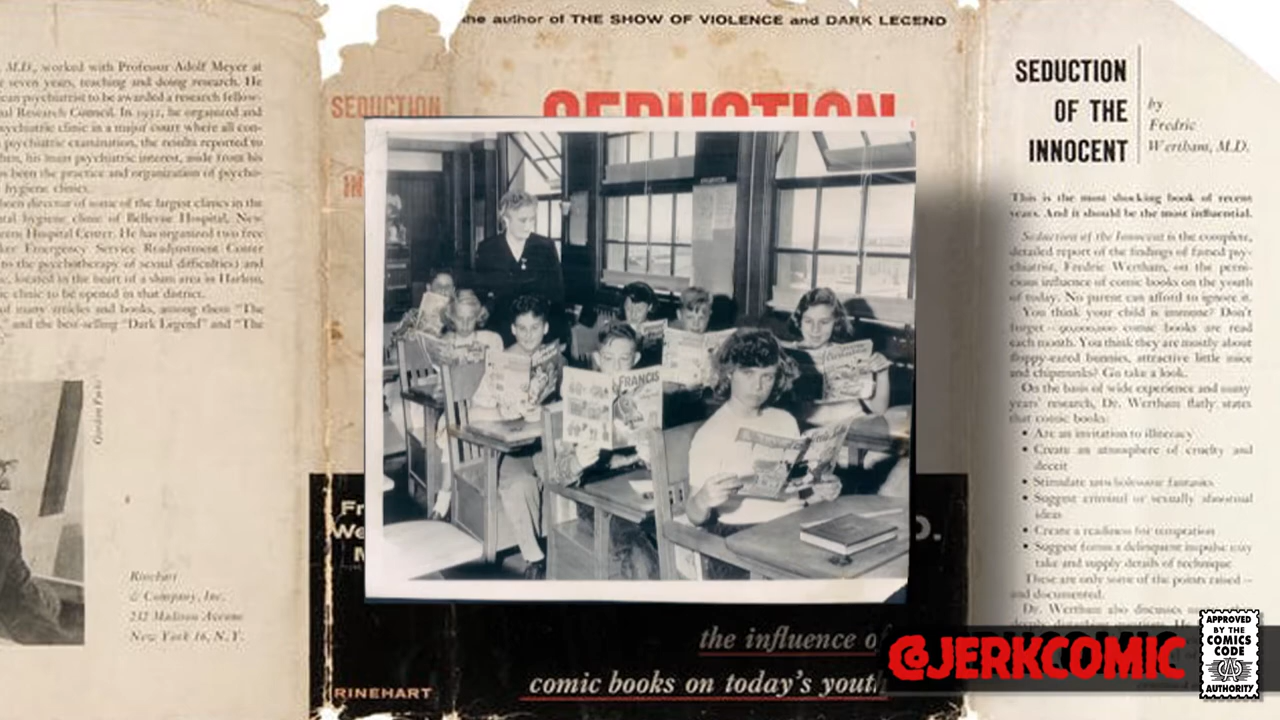 the author of THE SHOW OF VIOLENCE and DARK LEGEND
M.D., worked with Professor Adolf Meyer at
seven years, teaching and doing research. He
can psychiatrist to be awarded a research fellow-
al Research Council. In 1932, he organized and
sychiatric clinic in a major court where all con-
psychiatric examination, the results reported to
hen, his main psychiatric interest, aside from his
s been the practice and organization of psycho-
hygiene clinics.
been director of some of the largest clinics in the
tal hygiene clinic of Bellevue Hospital, New
eens Hospital Center. He has organized two free
ker Emergency Service Readjustment Center
to the psychotherapy of sexual difficulties) and
c, located in the heart of a slum area in Harlem,
ic clinic to be opened in that district.
of many articles and books, among them "The
" and the best-selling "Dark Legend" and "The
Rinehart
& Company, Inc.
232 Madison Avenue
New York 16, N.Y.
SEDUCTION
IN
Fr
We
M
RINEHART
SEDUCTION
FRANCIS
D.
the influence of
comic books on today's youth
SEDUCTION
OF THE
INNOCENT
by
Fredric
Wertham, M.D.
This is the most shocking book of recent
years. And it should be the most influential.
Seduction of the Innocent is the complete,
detailed report of the findings of famed psy-
chiatrist, Fredric Wertham, on the perni-
cious influence of comic books on the youth
of today. No parent can afford to ignore it.
You think your child is immune? Don't
forget—90,000,000 comic books are read
each month. You think they are mostly about
floppy-eared bunnies, attractive little mice
and chipmunks? Go take a look.
On the basis of wide experience and many
years' research, Dr. Wertham flatly states
that comic books:
• Are an invitation to illiteracy
• Create an atmosphere of cruelty and
deceit
• Stimulate unwholesome fantasies
• Suggest criminal or sexually abnormal
ideas
• Create a readiness for temptation
• Suggest forms a delinquent impulse may
take and supply details of technique
These are only some of the points raised—
and documented.
Dr. Wertham also discusses
@JERKCOMIC
APPROVED
BY THE
COMICS
CODE
AUTHORITY